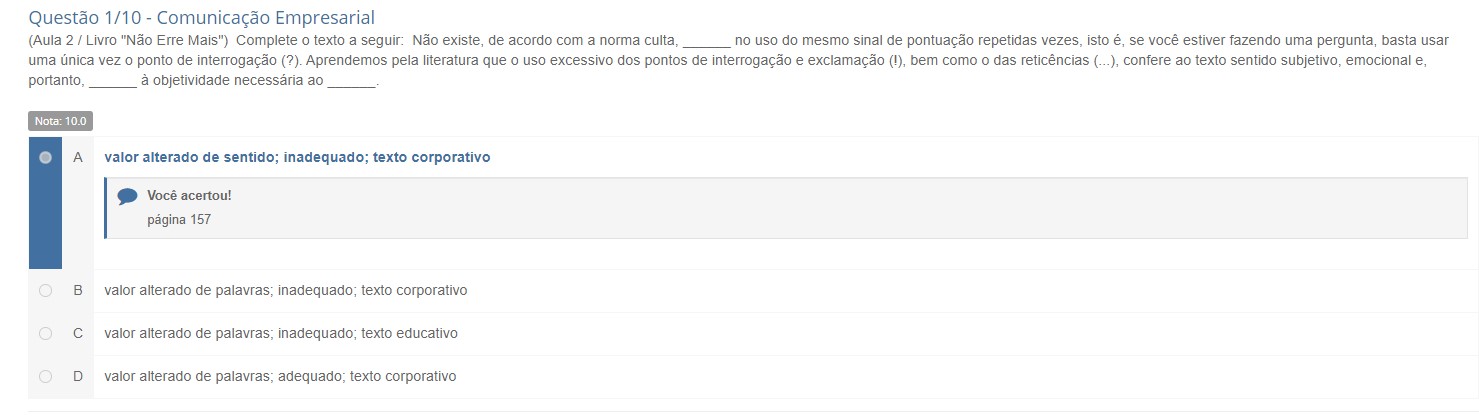 Questão 1/10 - Comunicação Empresarial
(Aula 2 / Livro "Não Erre Mais")  Complete o texto a seguir:  Não existe, de acordo com a norma culta, ______ no uso do mesmo sinal de pontuação repetidas vezes, isto é, se você estiver fazendo uma pergunta, basta usar
uma única vez o ponto de interrogação (?). Aprendemos pela literatura que o uso excessivo dos pontos de interrogação e exclamação (!), bem como o das reticências (...), confere ao texto sentido subjetivo, emocional e,
portanto, ______ à objetividade necessária ao ______.
Nota: 10.0
A valor alterado de sentido; inadequado; texto corporativo
Você acertou!
página 157
B valor alterado de palavras; inadequado; texto corporativo
C valor alterado de palavras; inadequado; texto educativo
D valor alterado de palavras; adequado; texto corporativo